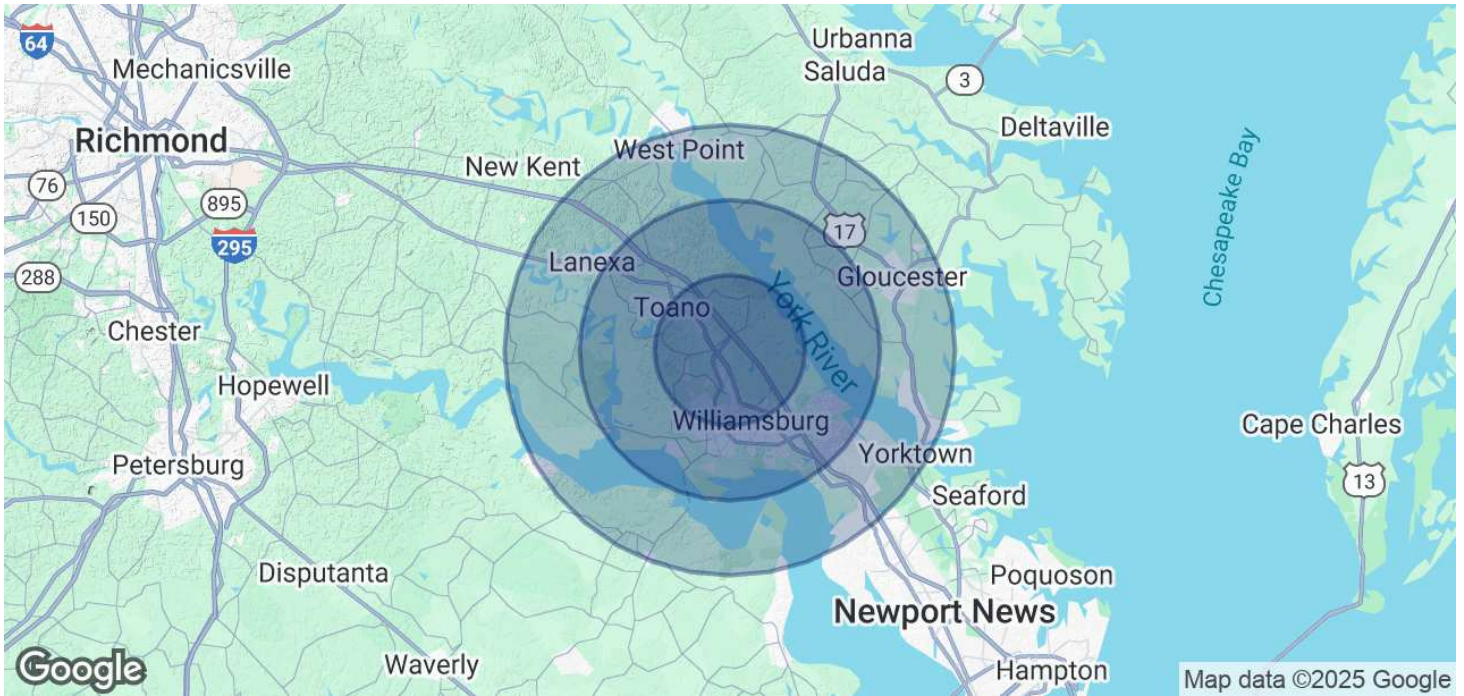 64
Mechanicsville
Richmond
76
150
895
295
288
Chester
Hopewell
Petersburg
Disputanta
Waverly
New Kent
West Point
Urbanna
Saluda
3
Deltaville
17
Lanexa
Gloucester
Toano
York River
Williamsburg
Yorktown
Seaford
Poquoson
Newport News
Hampton
Chesapeake Bay
Cape Charles
13
Google
Map data ©2025 Google